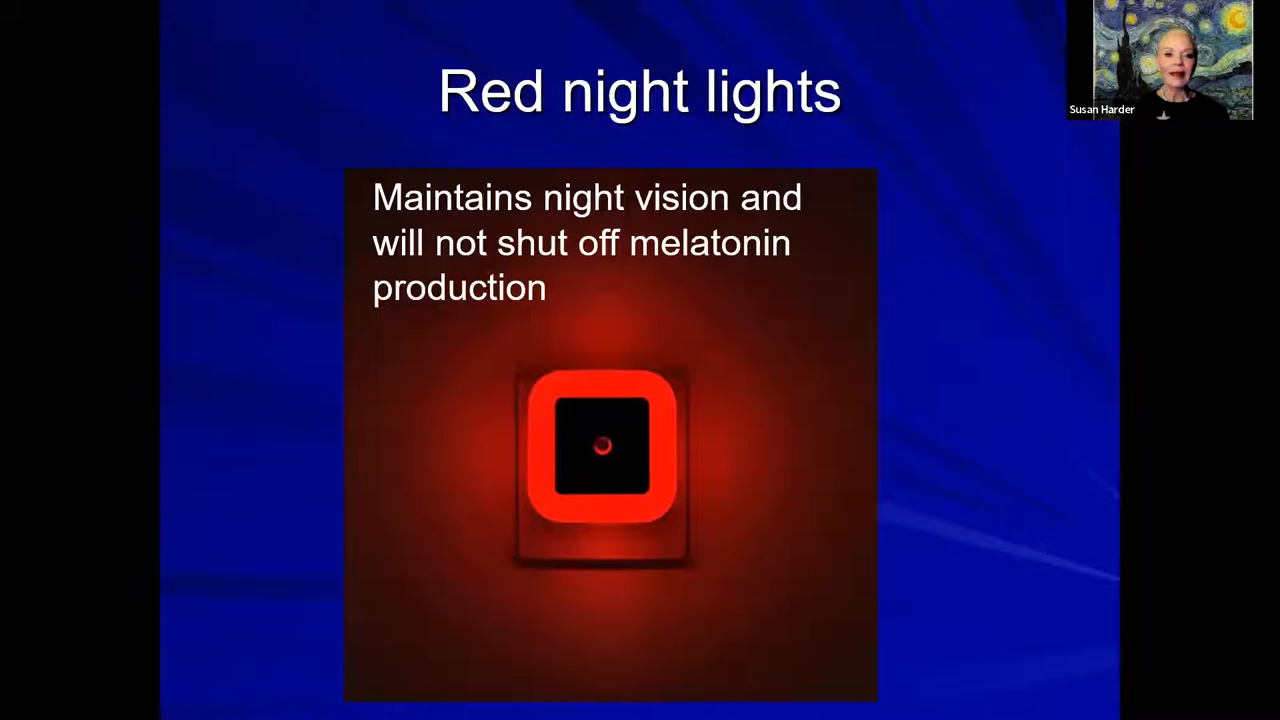 Red night lights
Susan Harder
Maintains night vision and
will not shut off melatonin
production